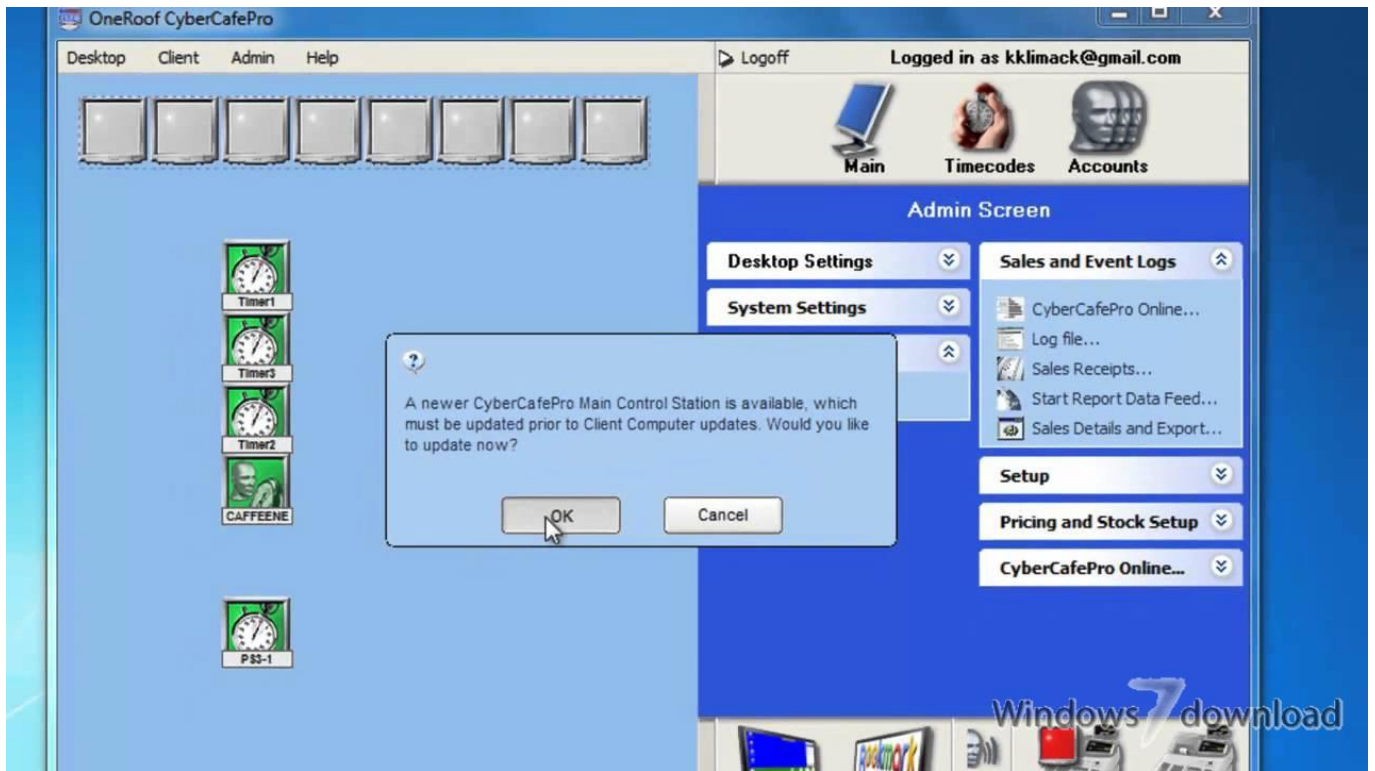 OneRoof CyberCafePro
Desktop Client Admin Help
Logoff
Logged in as kklimack@gmail.com
Main
Timecodes
Accounts
Admin Screen
Desktop Settings
System Settings
Sales and Event Logs
CyberCafePro Online...
Log file...
Sales Receipts...
Start Report Data Feed...
Sales Details and Export...
Setup
Pricing and Stock Setup
CyberCafePro Online...
Timer1
Timer3
Timer2
CAFFEENE
PS3-1
A newer CyberCafePro Main Control Station is available, which
must be updated prior to Client Computer updates. Would you like
to update now?
OK
Cancel
Bookmark
Windows 7 download